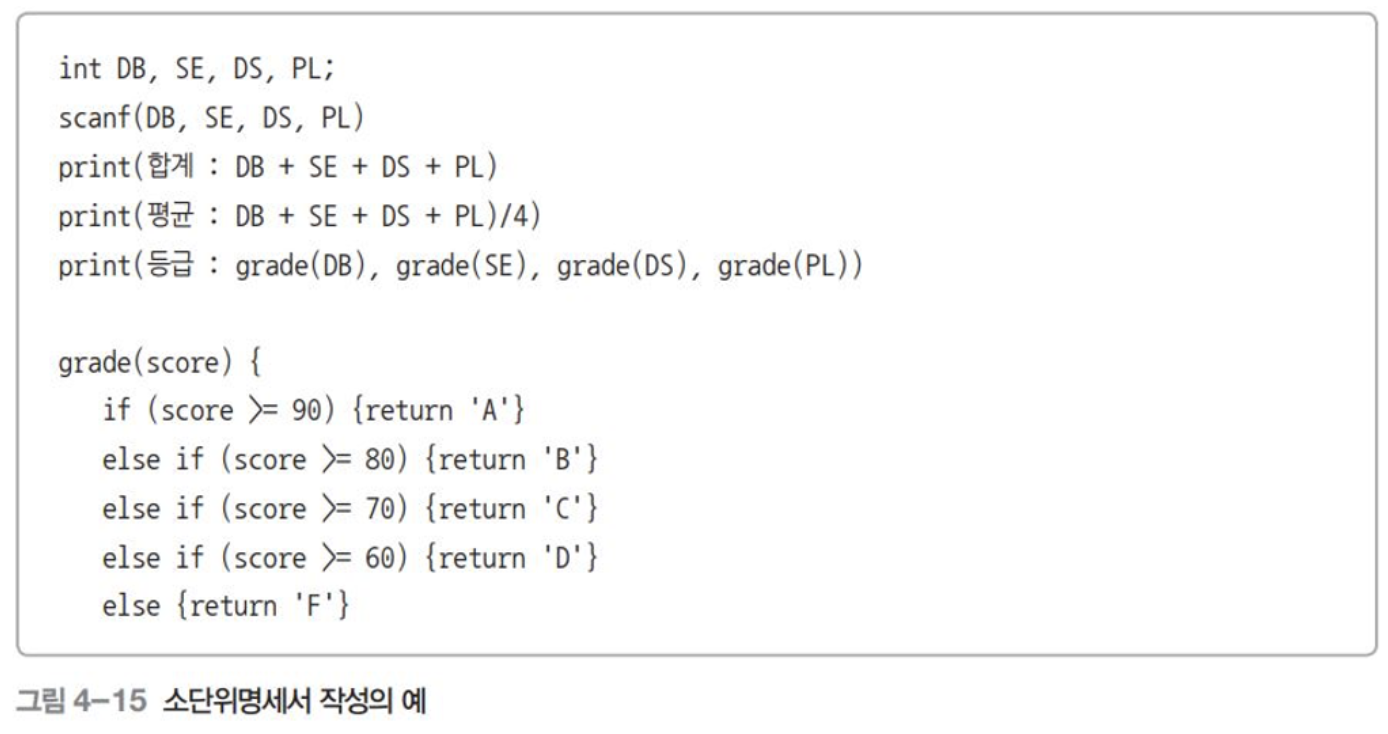 int DB, SE, DS, PL;
scanf(DB, SE, DS, PL)
print(합계 : DB + SE + DS + PL)
print(평균 : DB + SE + DS + PL)/4)
print(등급 : grade(DB), grade(SE), grade(DS), grade(PL))
grade(score) {
if (score >= 90) {return 'A'}
else if (score >= 80) {return 'B'}
else if (score >= 70) {return 'C'}
else if (score >= 60) {return 'D'}
else {return 'F'}
그림 4-15 소단위명세서 작성의 예